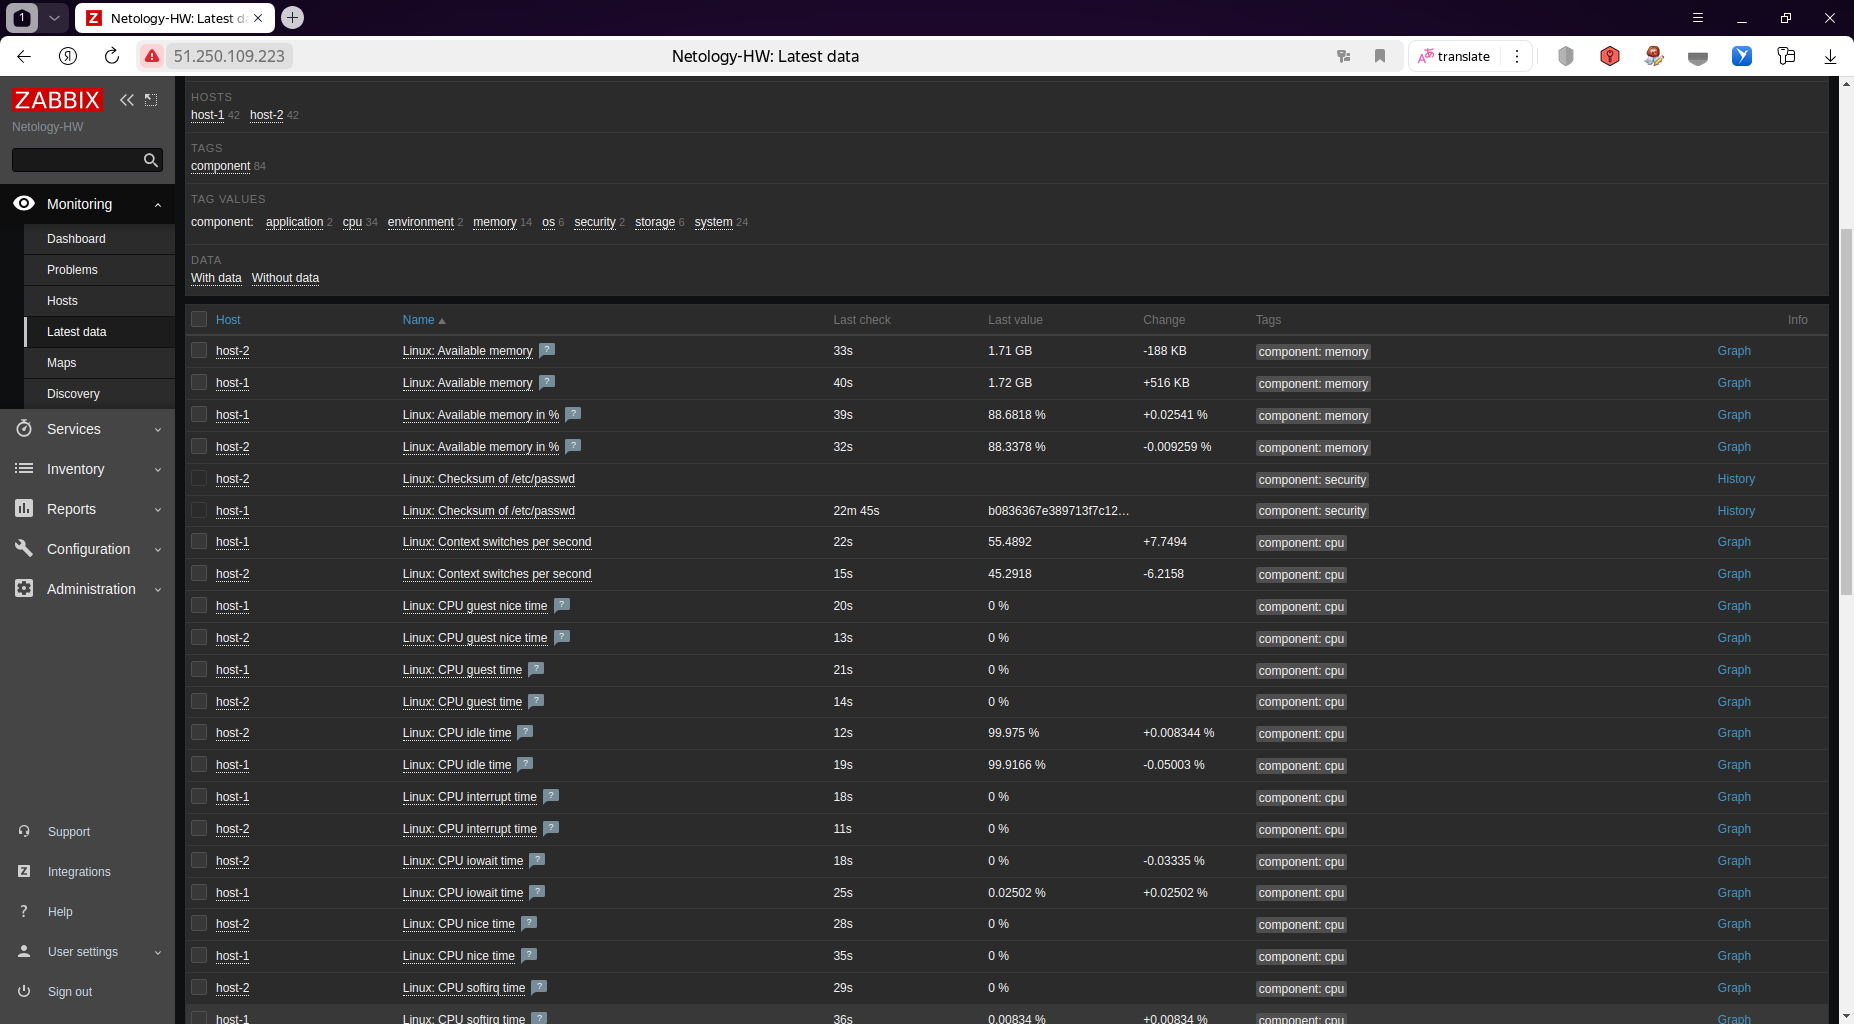 1
Netology-HW: Latest da
51.250.109.223
Netology-HW: Latest data
translate
ZABBIX
Netology-HW
Monitoring
Dashboard
Problems
Hosts
Latest data
Maps
Discovery
Services
Inventory
Reports
Configuration
Administration
Support
Integrations
Help
User settings
Sign out
HOSTS
host-1 42 host-2 42
TAGS
component 84
TAG VALUES
component: application 2 cpu 34 environment 2 memory 14 os 6 security 2 storage 6 system 24
DATA
With data Without data
Host Name Last check Last value Change Tags Info
host-2 Linux: Available memory ? 33s 1.71 GB -188 KB component: memory Graph
host-1 Linux: Available memory ? 40s 1.72 GB +516 KB component: memory Graph
host-1 Linux: Available memory in % ? 39s 88.6818 % +0.02541 % component: memory Graph
host-2 Linux: Available memory in % ? 32s 88.3378 % -0.009259 % component: memory Graph
host-2 Linux: Checksum of /etc/passwd component: security History
host-1 Linux: Checksum of /etc/passwd 22m 45s b0836367e389713f7c12... component: security History
host-1 Linux: Context switches per second 22s 55.4892 +7.7494 component: cpu Graph
host-2 Linux: Context switches per second 15s 45.2918 -6.2158 component: cpu Graph
host-1 Linux: CPU guest nice time ? 20s 0 % component: cpu Graph
host-2 Linux: CPU guest nice time ? 13s 0 % component: cpu Graph
host-1 Linux: CPU guest time ? 21s 0 % component: cpu Graph
host-2 Linux: CPU guest time ? 14s 0 % component: cpu Graph
host-2 Linux: CPU idle time ? 12s 99.975 % +0.008344 % component: cpu Graph
host-1 Linux: CPU idle time ? 19s 99.9166 % -0.05003 % component: cpu Graph
host-1 Linux: CPU interrupt time ? 18s 0 % component: cpu Graph
host-2 Linux: CPU interrupt time ? 11s 0 % component: cpu Graph
host-2 Linux: CPU iowait time ? 18s 0 % -0.03335 % component: cpu Graph
host-1 Linux: CPU iowait time ? 25s 0.02502 % +0.02502 % component: cpu Graph
host-2 Linux: CPU nice time ? 28s 0 % component: cpu Graph
host-1 Linux: CPU nice time ? 35s 0 % component: cpu Graph
host-2 Linux: CPU softirq time ? 29s 0 % component: cpu Graph
host-1 Linux: CPU softirq time ? 36s 0.00834 % +0.00834 % component: cpu Graph